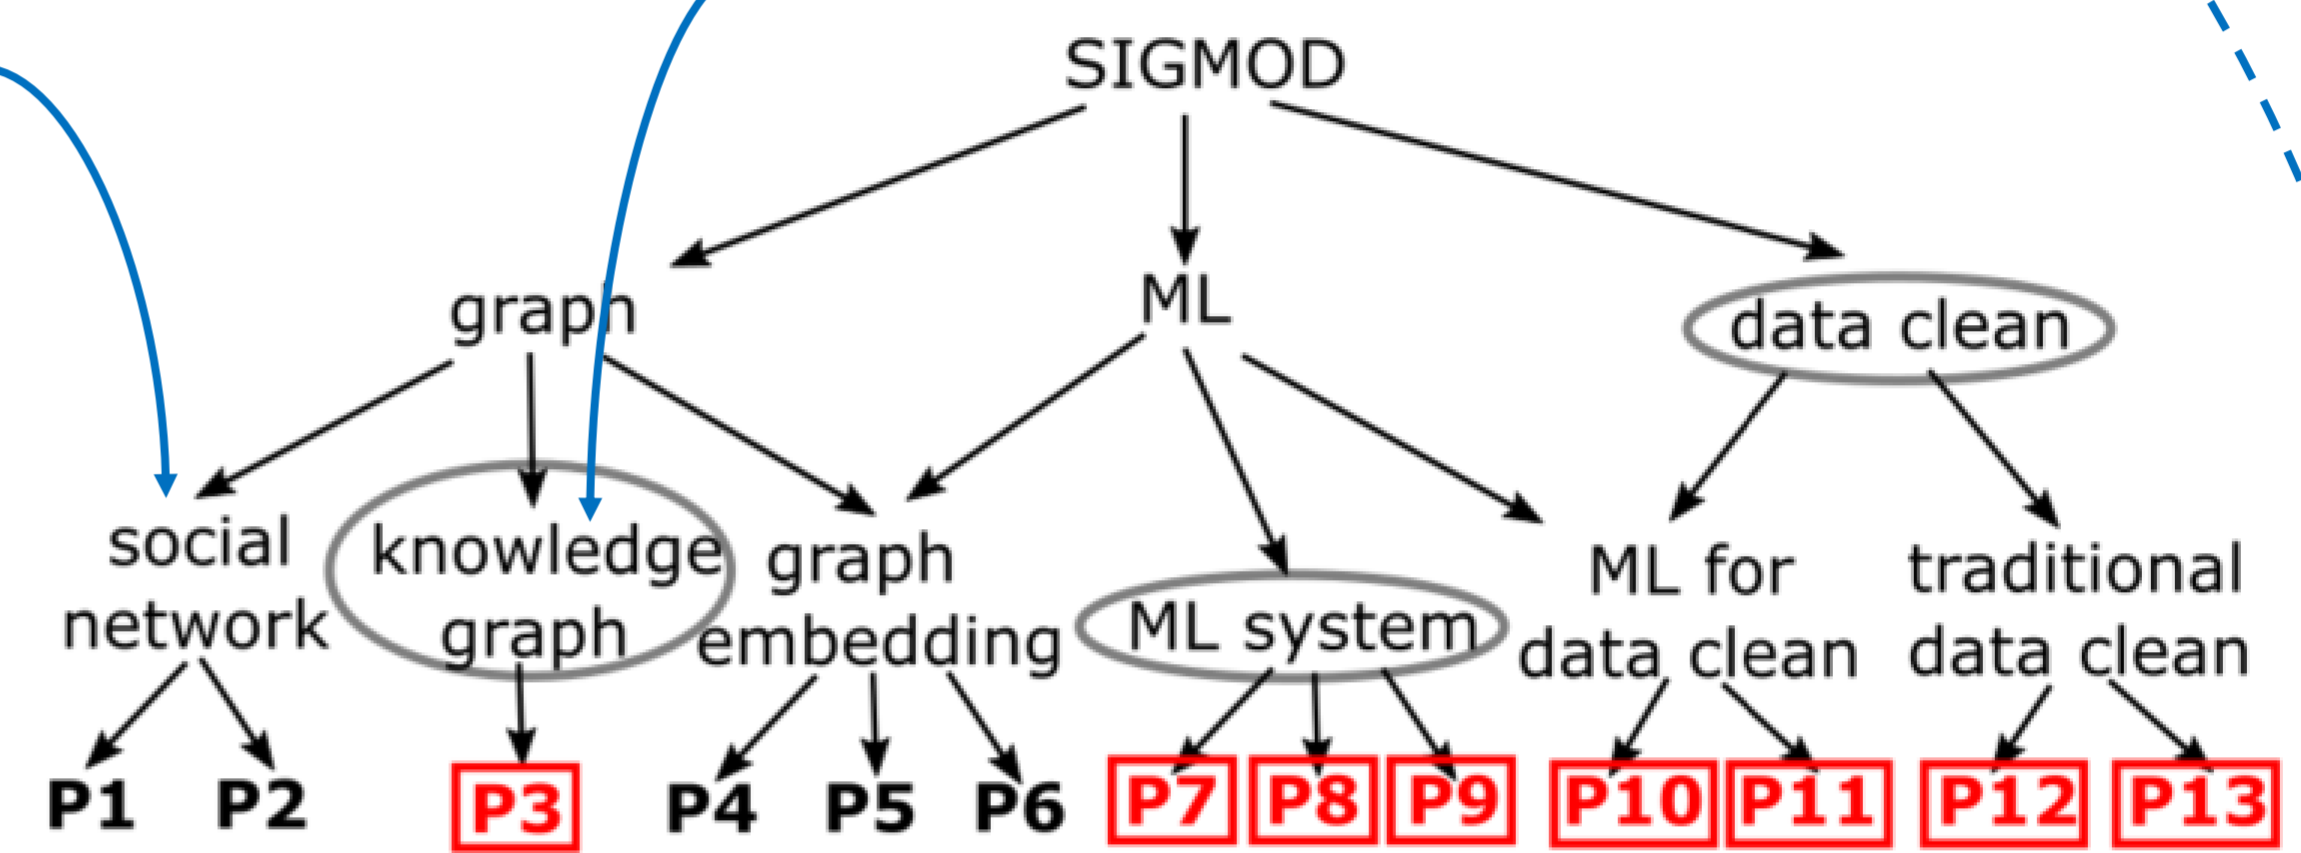 SIGMOD
graph
ML
data clean
social
network
knowledge
graph
graph
embedding
ML system
ML for
data clean
traditional
data clean
P1
P2
P3
P4
P5
P6
P7
P8
P9
P10
P11
P12
P13